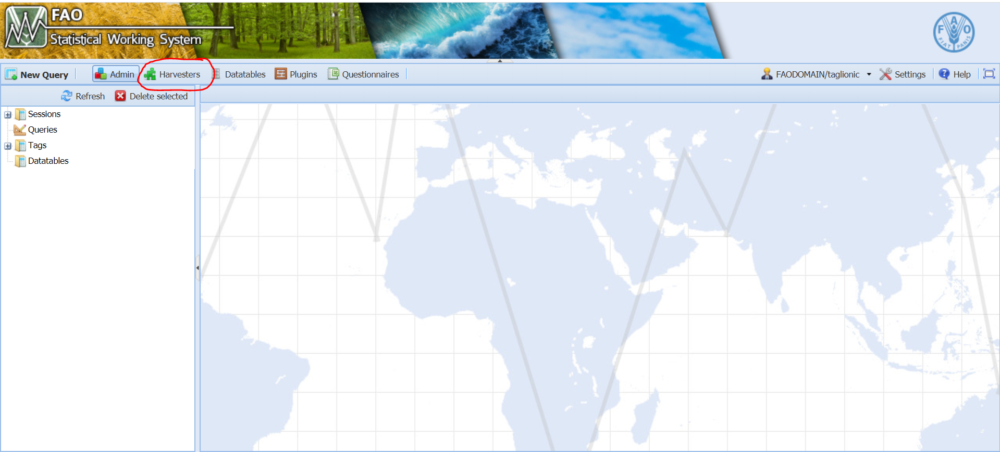 FAO
Statistical Working System
F A O
FIAT PANIS
New Query Admin Harvesters Datatables Plugins Questionnaires FAODOMAIN/taglionic Settings Help
Refresh Delete selected
Sessions
Queries
Tags
Datatables